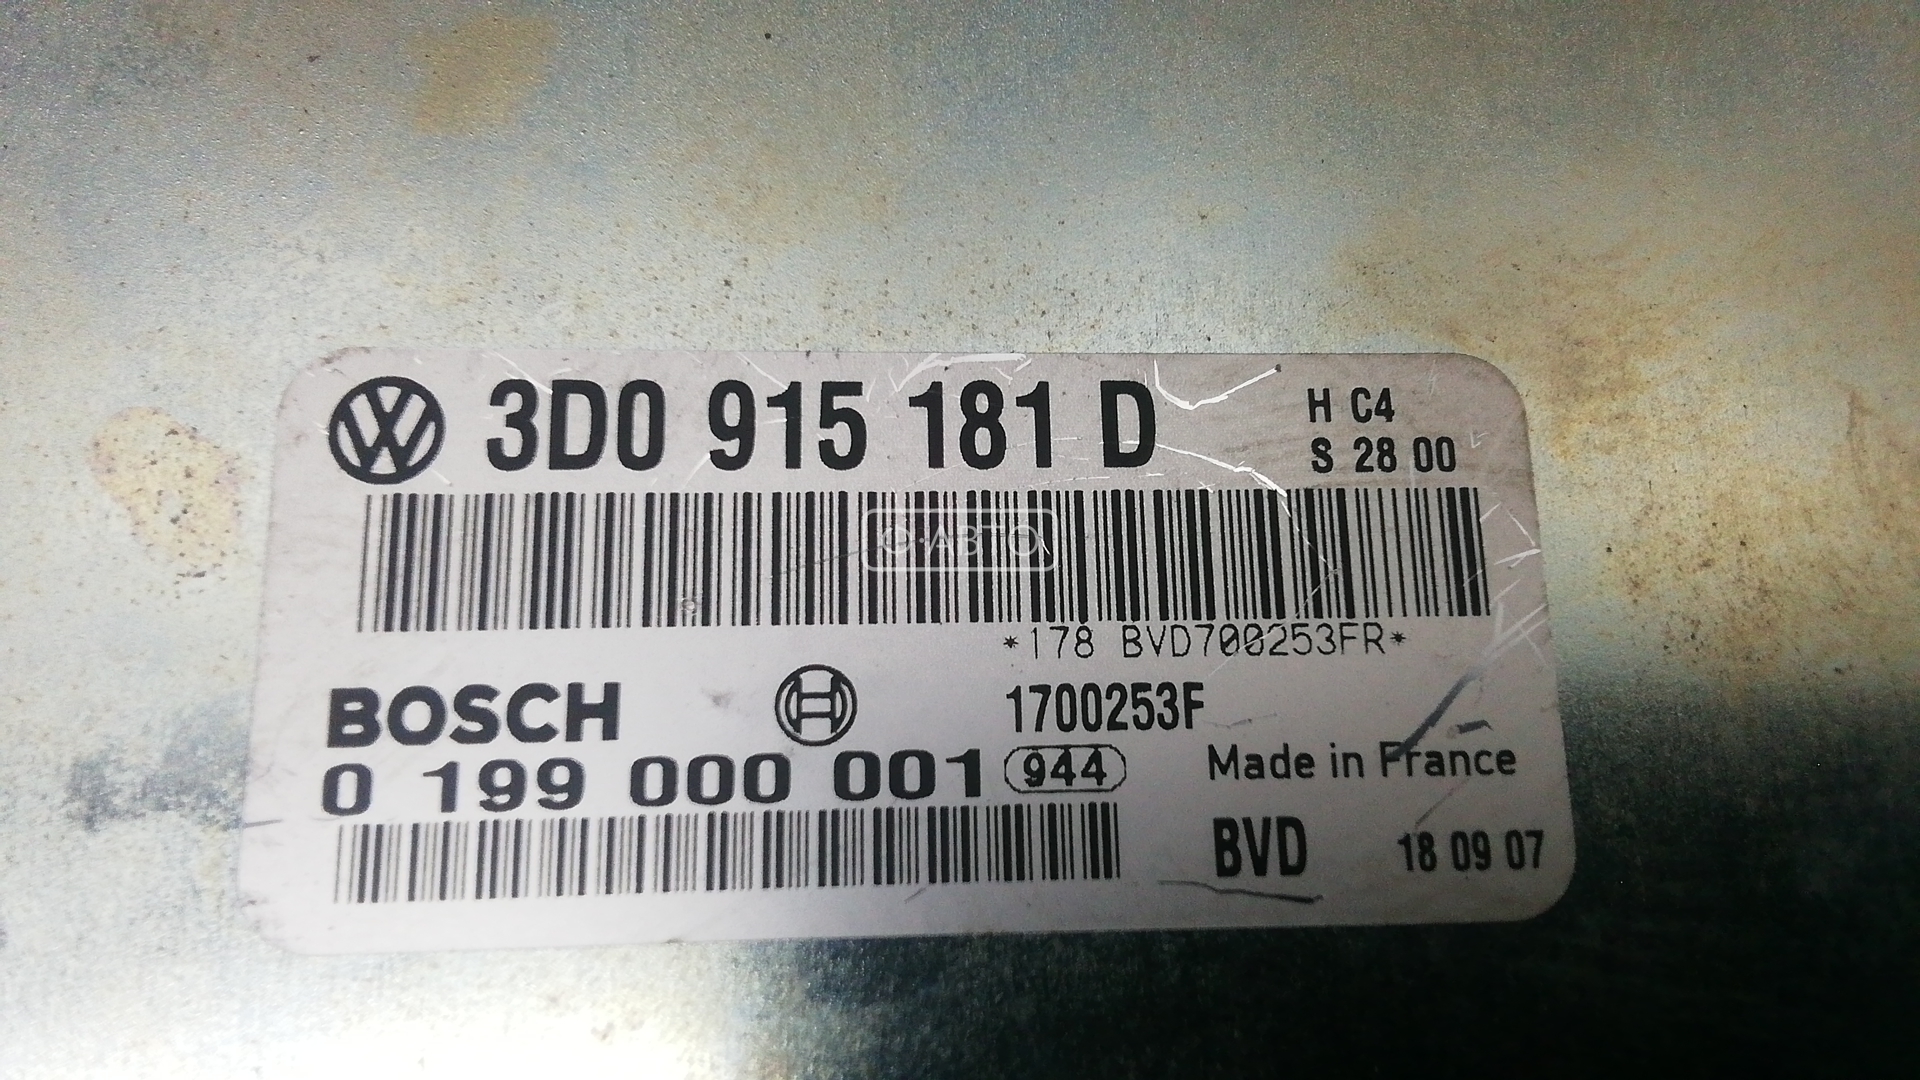 3D0 915 181 D
H C4
S 28 00
АВТО
*178 BVD700253FR*
BOSCH
1700253F
0 199 000 001 944
Made in France
BVD
18 09 07